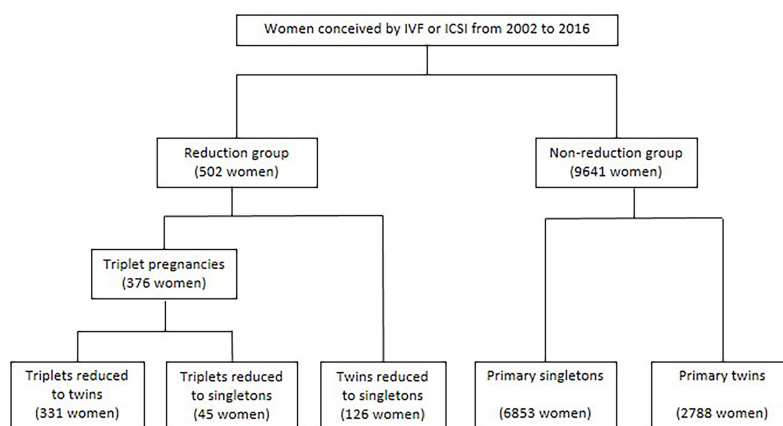 Women conceived by IVF or ICSI from 2002 to 2016
Reduction group
(502 women)
Non-reduction group
(9641 women)
Triplet pregnancies
(376 women)
Triplets reduced
to twins
(331 women)
Triplets reduced
to singletons
(45 women)
Twins reduced
to singletons
(126 women)
Primary singletons
(6853 women)
Primary twins
(2788 women)